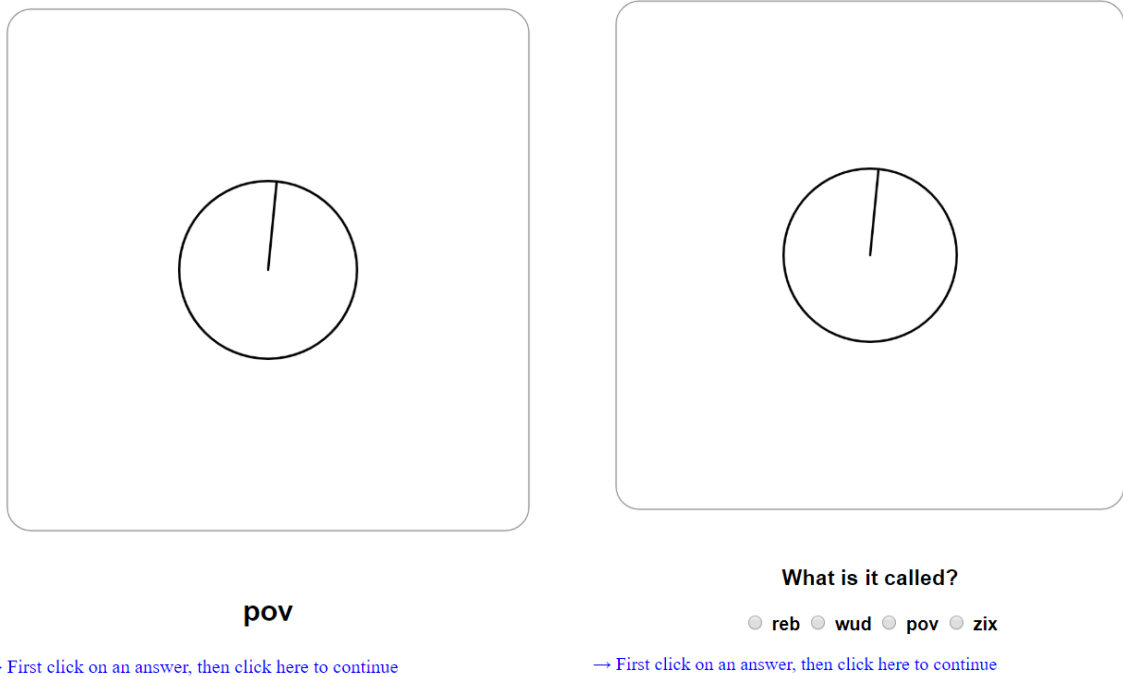 pov
First click on an answer, then click here to continue
What is it called?
reb wud pov zix
→ First click on an answer, then click here to continue